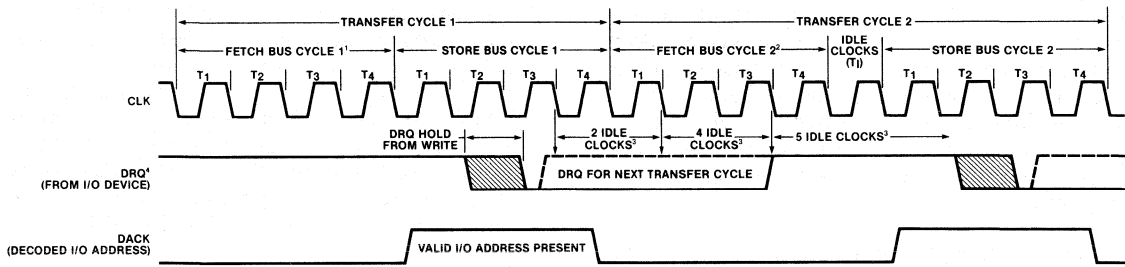 TRANSFER CYCLE 1
TRANSFER CYCLE 2
FETCH BUS CYCLE 1¹
STORE BUS CYCLE 1
FETCH BUS CYCLE 2²
IDLE
CLOCKS
(TI)
STORE BUS CYCLE 2
T1 T2 T3 T4 T1 T2 T3 T4 T1 T2 T3 T4 T1 T2 T3 T4
CLK
DRQ HOLD
FROM WRITE
2 IDLE
CLOCKS³
4 IDLE
CLOCKS³
5 IDLE CLOCKS³
DRQ⁴
(FROM I/O DEVICE)
DRQ FOR NEXT TRANSFER CYCLE
DACK
(DECODED I/O ADDRESS)
VALID I/O ADDRESS PRESENT